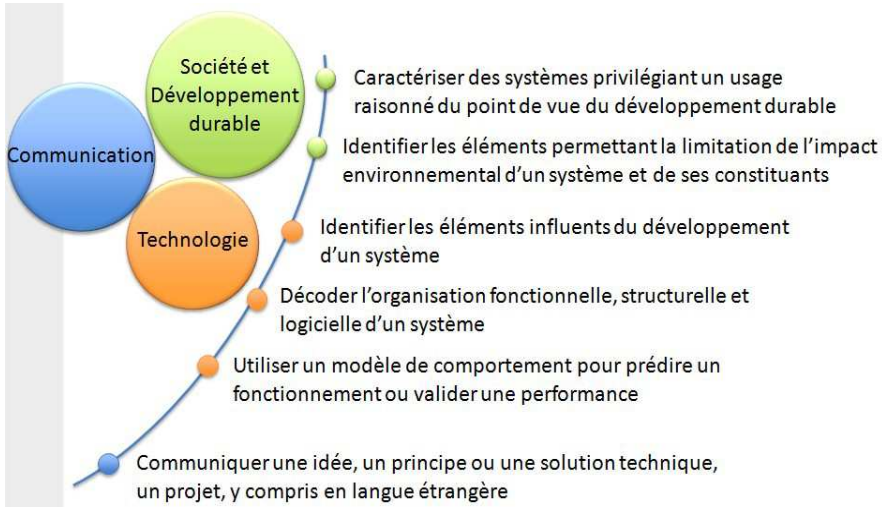 Société et
Développement
durable
Communication
Technologie
Caractériser des systèmes privilégiant un usage
raisonné du point de vue du développement durable
Identifier les éléments permettant la limitation de l’impact
environnemental d’un système et de ses constituants
Identifier les éléments influents du développement
d’un système
Décoder l’organisation fonctionnelle, structurelle et
logicielle d’un système
Utiliser un modèle de comportement pour prédire un
fonctionnement ou valider une performance
Communiquer une idée, un principe ou une solution technique,
un projet, y compris en langue étrangère